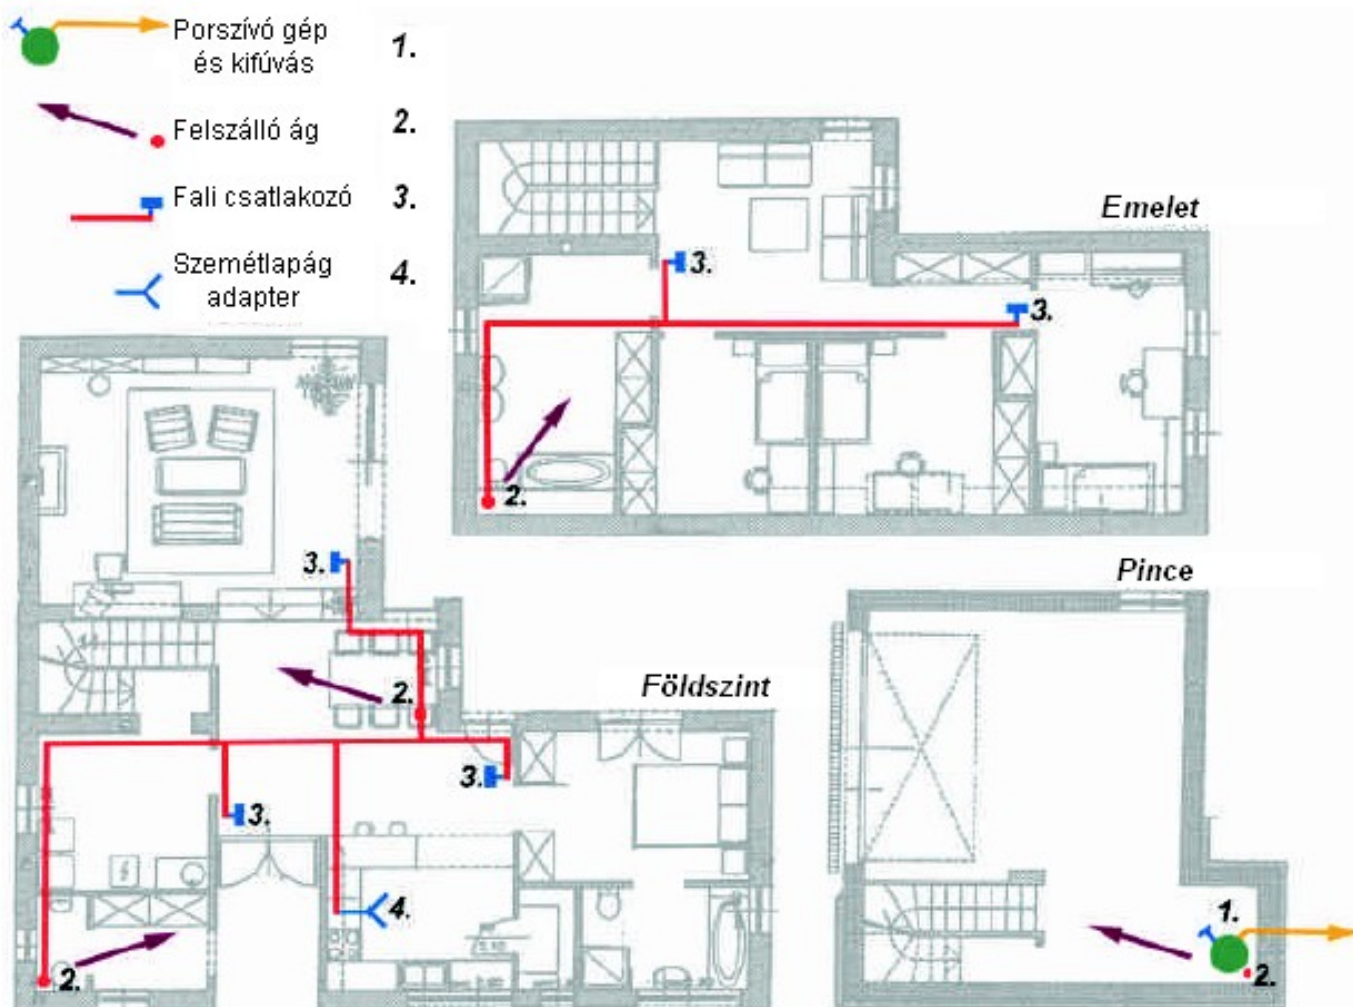 Porszívó gép
és kifúvás
1.
Felszálló ág
2.
Fali csatlakozó
3.
Szemétlapág
adapter
4.
Emelet
3.
3.
2.
Földszint
3.
2.
3.
3.
4.
2.
Pince
1.
2.